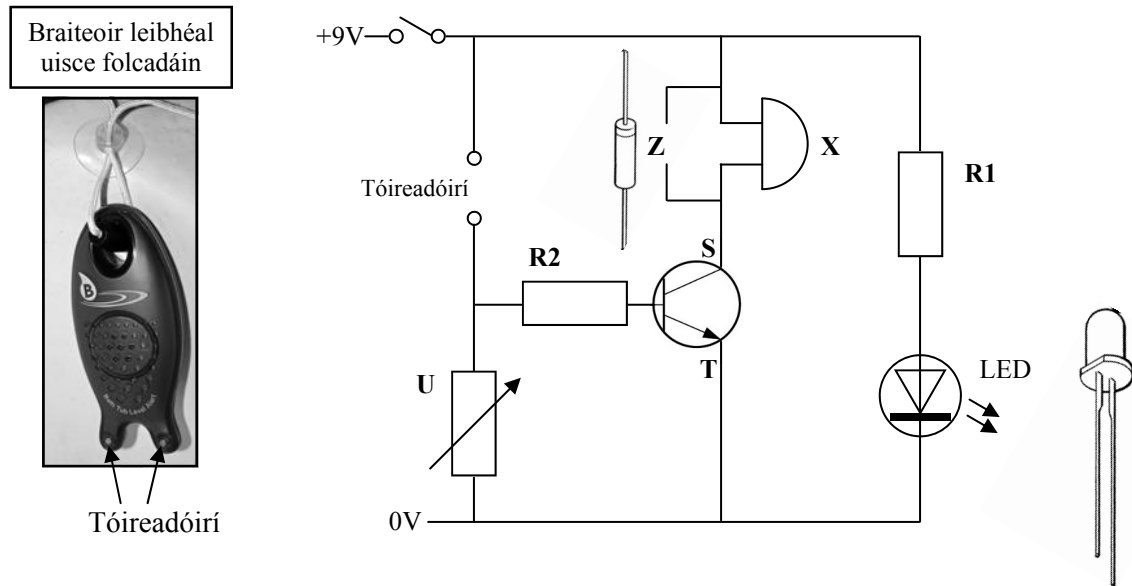 Braiteoir leibhéal
uisce folcadáin
B
Tóireadóirí
+9V
Tóireadóirí
Z
X
R1
R2
S
T
U
LED
0V